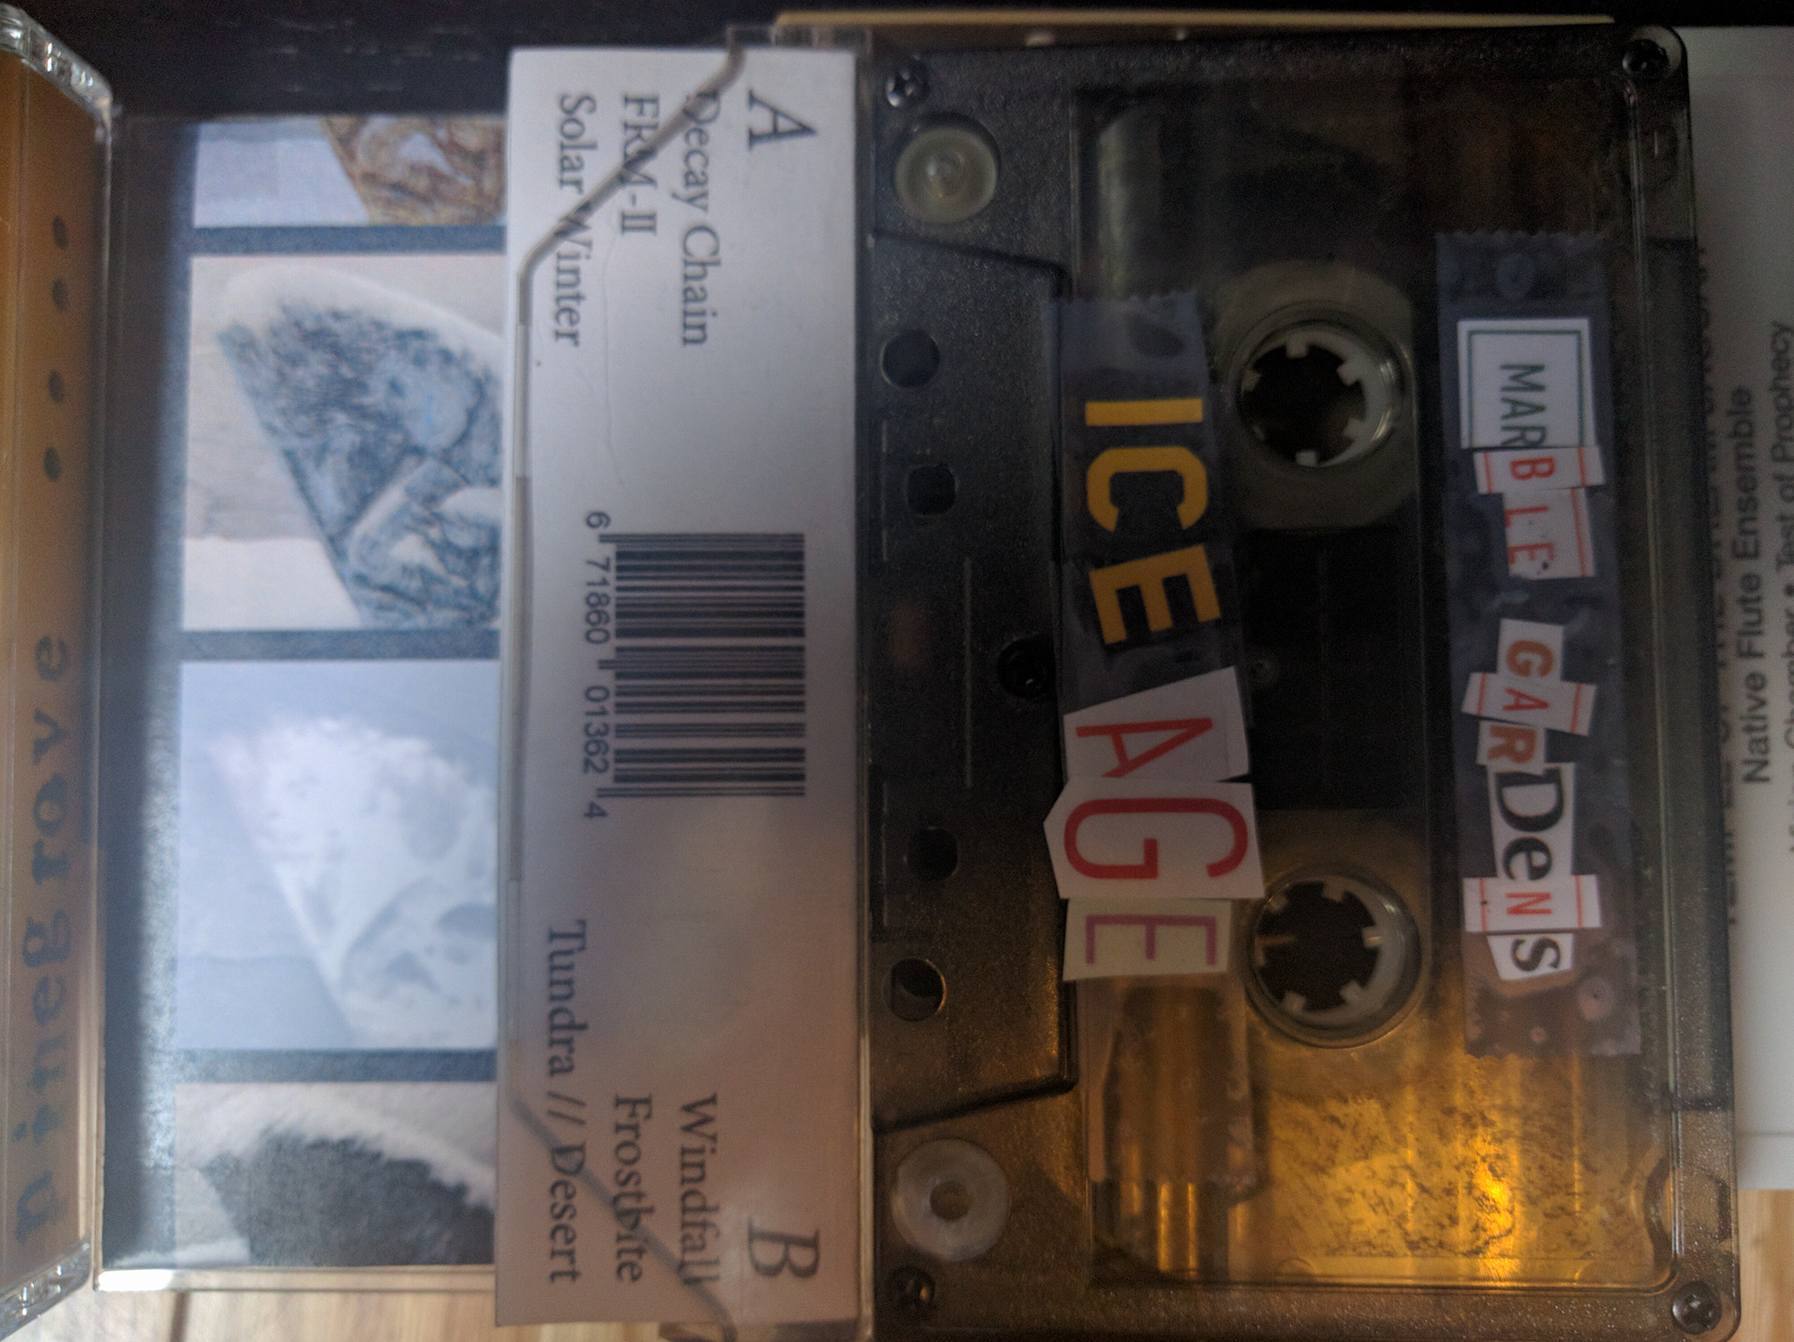 A
Decay Chain
FRM-II
Solar Winter
6 71860 01362 4
B
Windfall
Frostbite
Tundra // Desert
ICE AGE
MARBLE GARDeNS
Native Flute Ensemble
Test of Prophecy